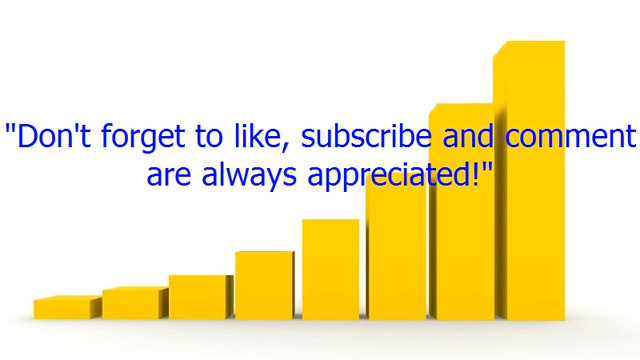 "Don't forget to like, subscribe and comment
are always appreciated!"